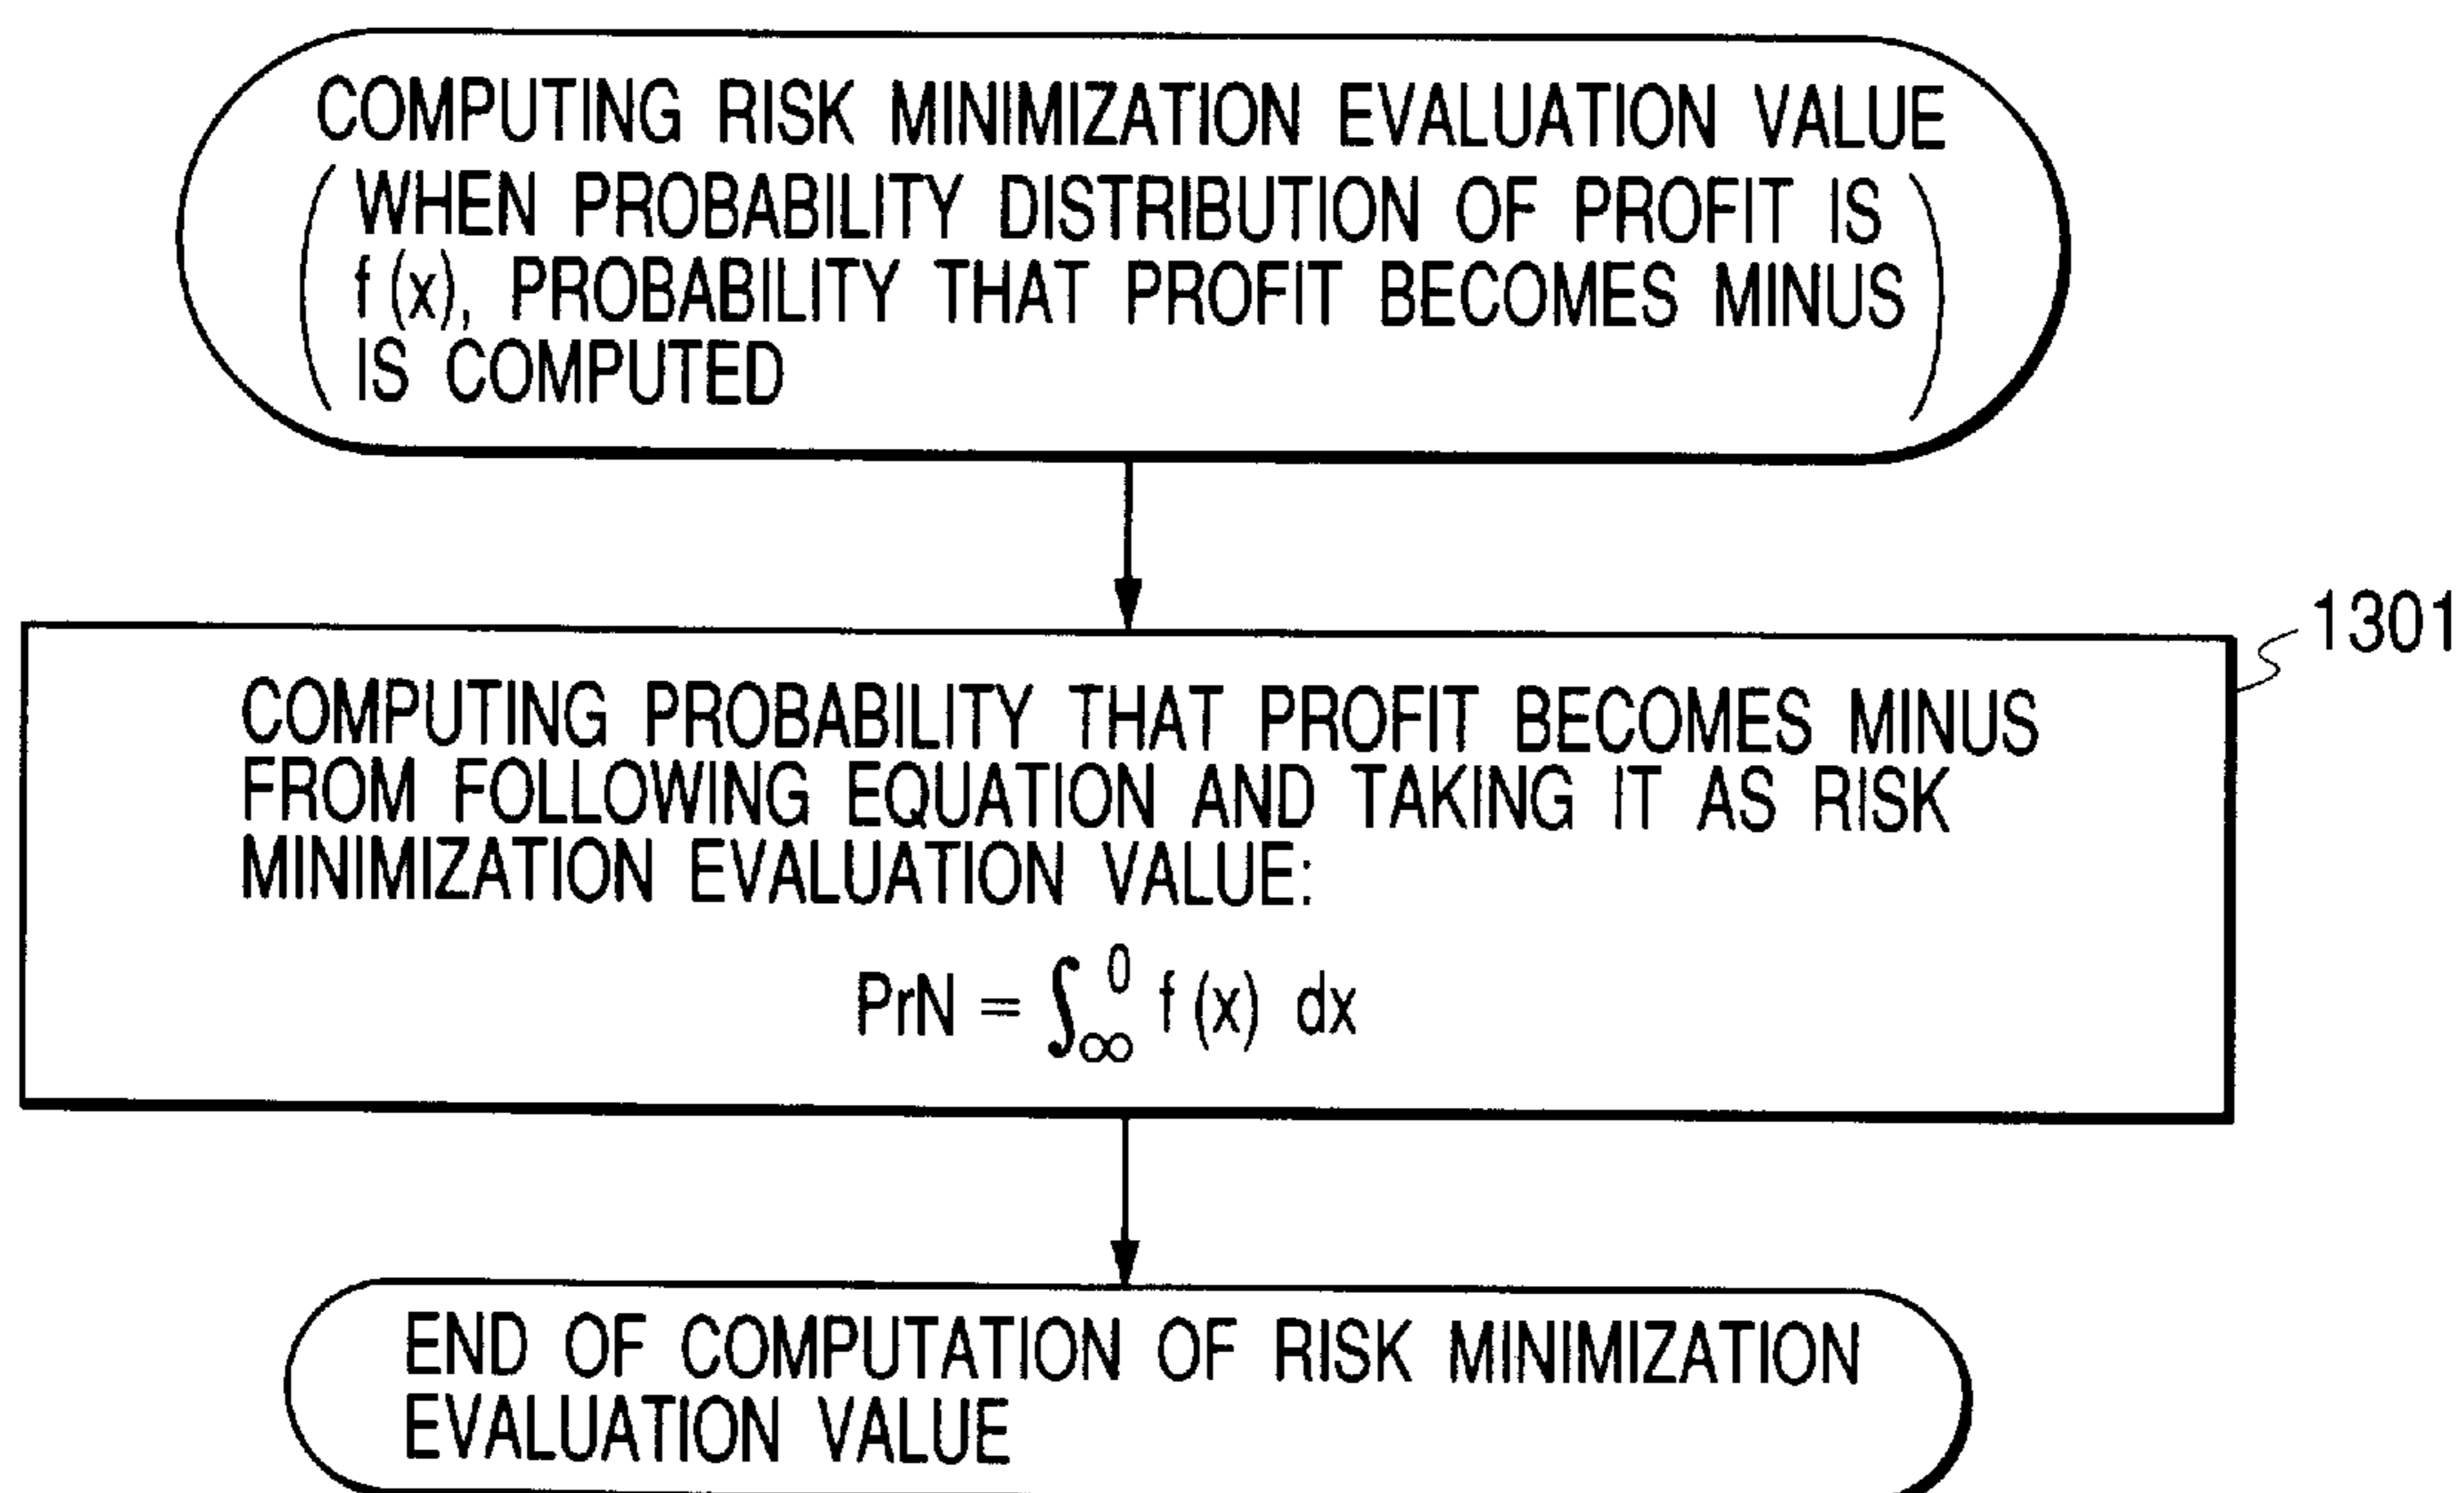 COMPUTING RISK MINIMIZATION EVALUATION VALUE
(WHEN PROBABILITY DISTRIBUTION OF PROFIT IS
f (x), PROBABILITY THAT PROFIT BECOMES MINUS
IS COMPUTED)
1301
COMPUTING PROBABILITY THAT PROFIT BECOMES MINUS
FROM FOLLOWING EQUATION AND TAKING IT AS RISK
MINIMIZATION EVALUATION VALUE:
PrN = ∫_∞^0 f (x) dx
END OF COMPUTATION OF RISK MINIMIZATION
EVALUATION VALUE